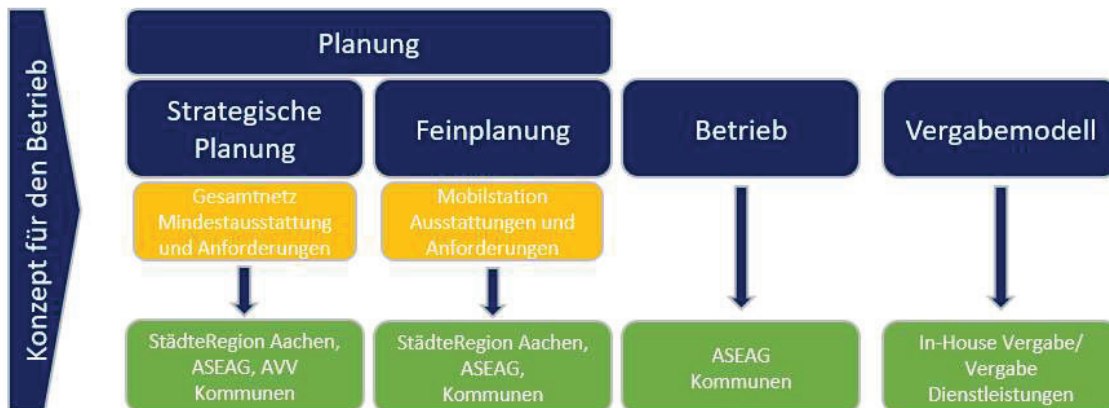 Konzept für den Betrieb
Planung
Strategische
Planung
Feinplanung
Betrieb
Vergabemodell
Gesamtnetz
Mindestausstattung
und Anforderungen
Mobilstation
Ausstattungen und
Anforderungen
StädteRegion Aachen,
ASEAG, AVV
Kommunen
StädteRegion Aachen,
ASEAG,
Kommunen
ASEAG
Kommunen
In-House Vergabe/
Vergabe
Dienstleistungen